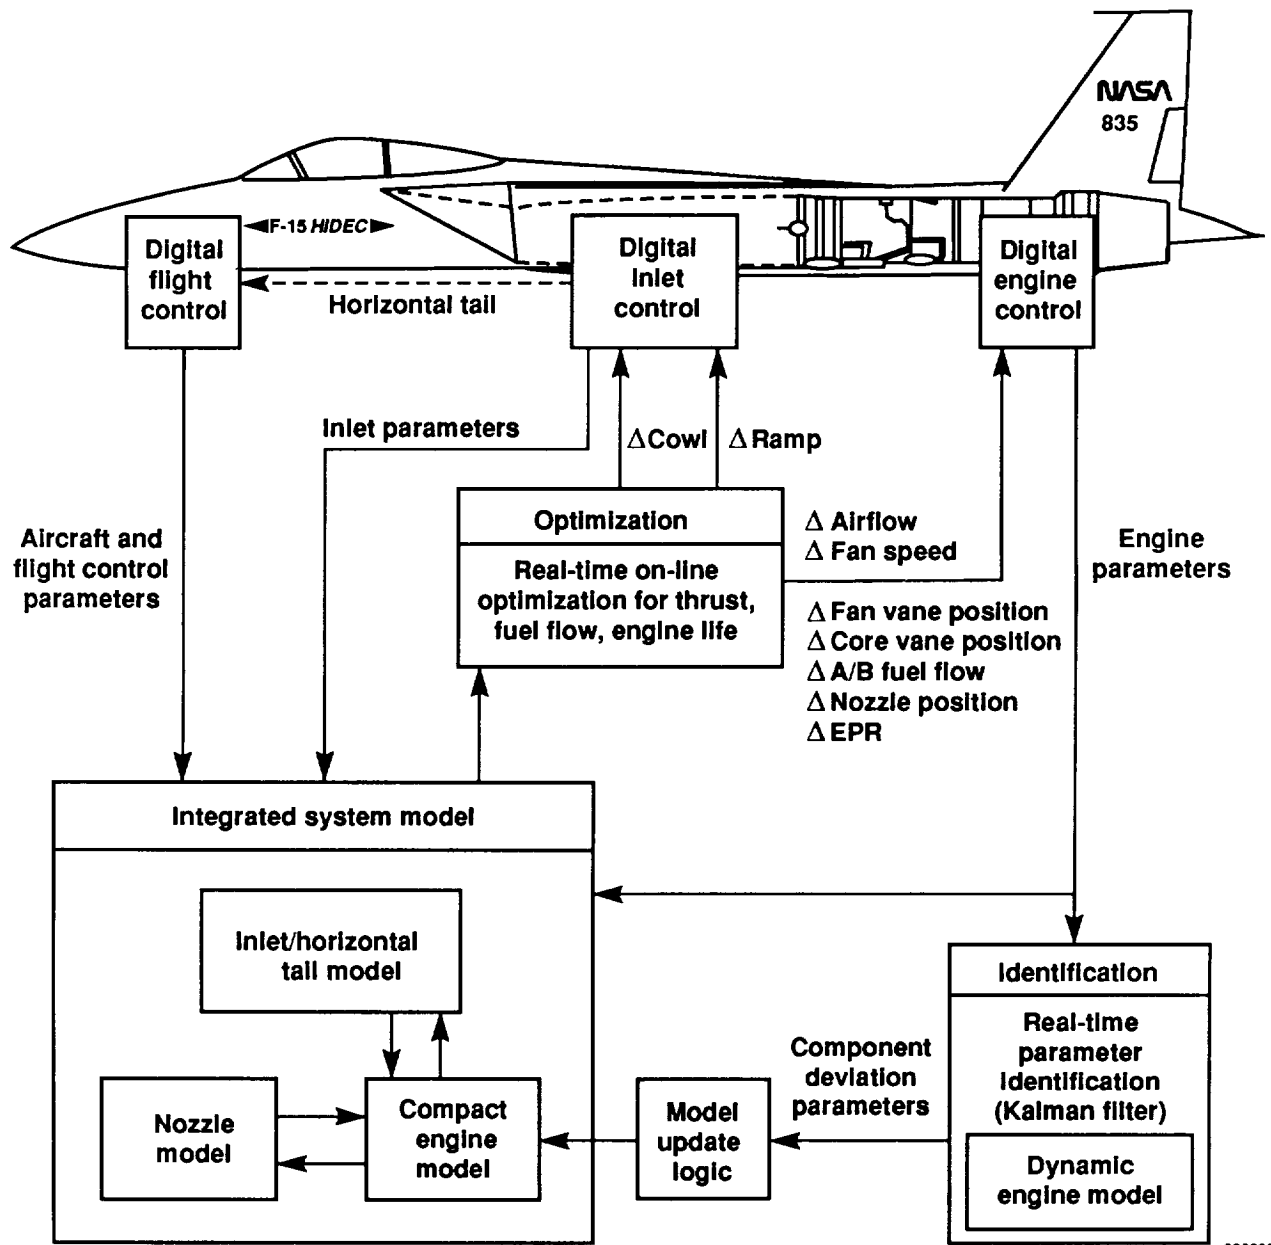 NASA
835
F-15 HIDEC
Digital
flight
control
Digital
Inlet
control
Digital
engine
control
Horizontal tail
Inlet parameters
Δ Cowl
Δ Ramp
Aircraft and
flight control
parameters
Optimization
Real-time on-line
optimization for thrust,
fuel flow, engine life
Δ Airflow
Δ Fan speed
Δ Fan vane position
Δ Core vane position
Δ A/B fuel flow
Δ Nozzle position
Δ EPR
Engine
parameters
Integrated system model
Inlet/horizontal
tail model
Nozzle
model
Compact
engine
model
Model
update
logic
Component
deviation
parameters
Identification
Real-time
parameter
Identification
(Kalman filter)
Dynamic
engine model